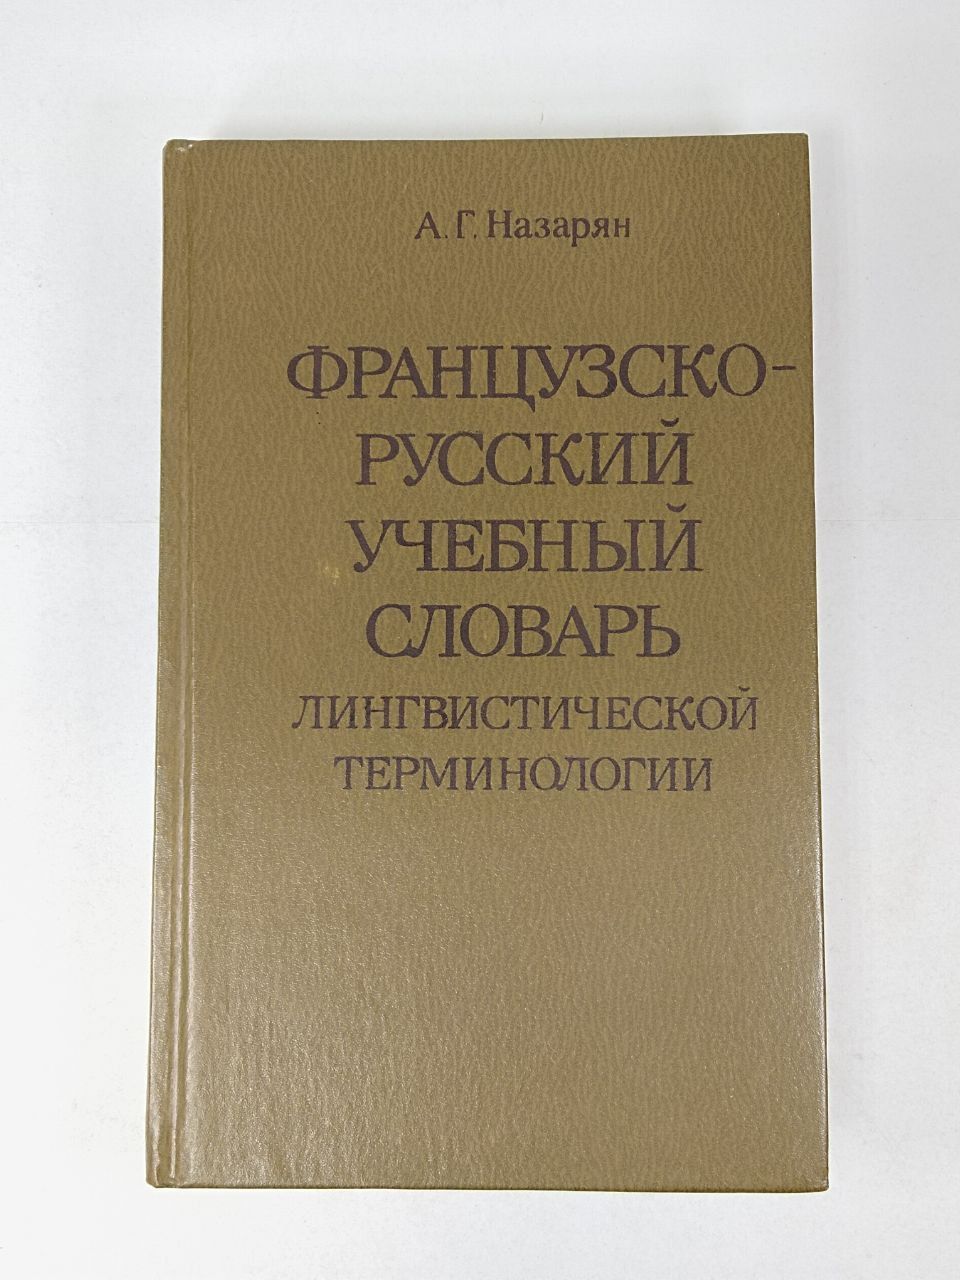 А. Г. Назарян
ФРАНЦУЗСКО-
РУССКИЙ
УЧЕБНЫЙ
СЛОВАРЬ
ЛИНГВИСТИЧЕСКОЙ
ТЕРМИНОЛОГИИ